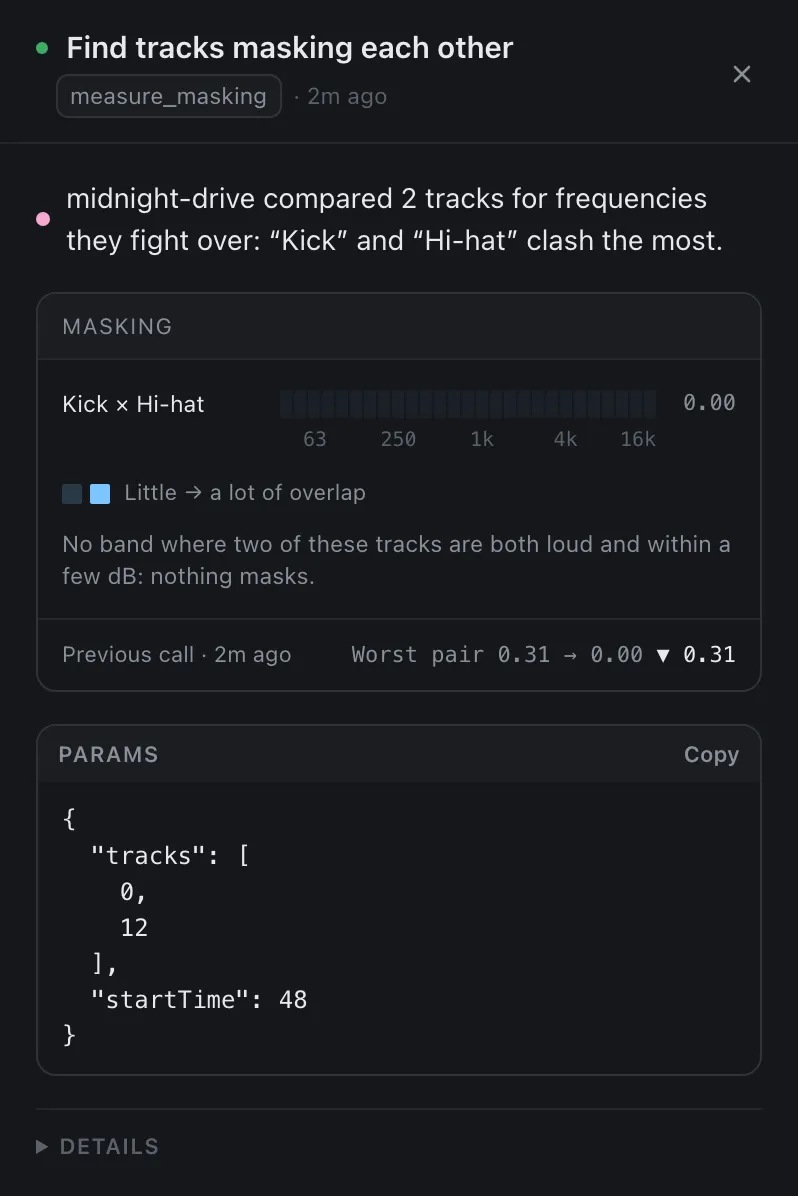 Find tracks masking each other
measure_masking · 2m ago
midnight-drive compared 2 tracks for frequencies
they fight over: “Kick” and “Hi-hat” clash the most.
MASKING
Kick × Hi-hat 0.00
63 250 1k 4k 16k
Little → a lot of overlap
No band where two of these tracks are both loud and within a
few dB: nothing masks.
Previous call · 2m ago Worst pair 0.31 → 0.00 ▼ 0.31
PARAMS Copy
{
  "tracks": [
    0,
    12
  ],
  "startTime": 48
}
▶ DETAILS